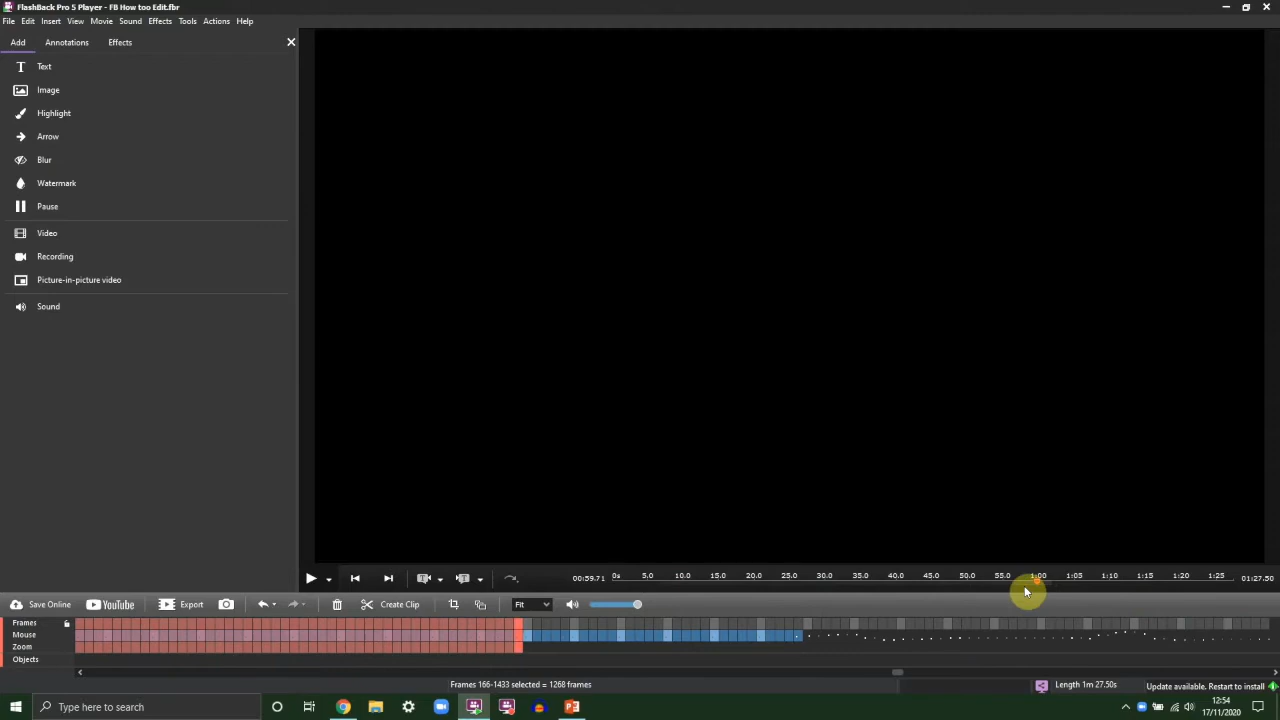 FlashBack Pro 5 Player - FB How too Edit.fbr
File Edit Insert View Movie Sound Effects Tools Actions Help
Add Annotations Effects
Text
Image
Highlight
Arrow
Blur
Watermark
Pause
Video
Recording
Picture-in-picture video
Sound
00:59.71 0s 5.0 10.0 15.0 20.0 25.0 30.0 35.0 40.0 45.0 50.0 55.0 1:00 1:05 1:10 1:15 1:20 1:25 01:27.50
Save Online YouTube Export Create Clip Fit
Frames
Mouse
Zoom
Objects
Frames 166-1433 selected = 1268 frames Length 1m 27.50s Update available. Restart to install
Type here to search
12:54
17/11/2020